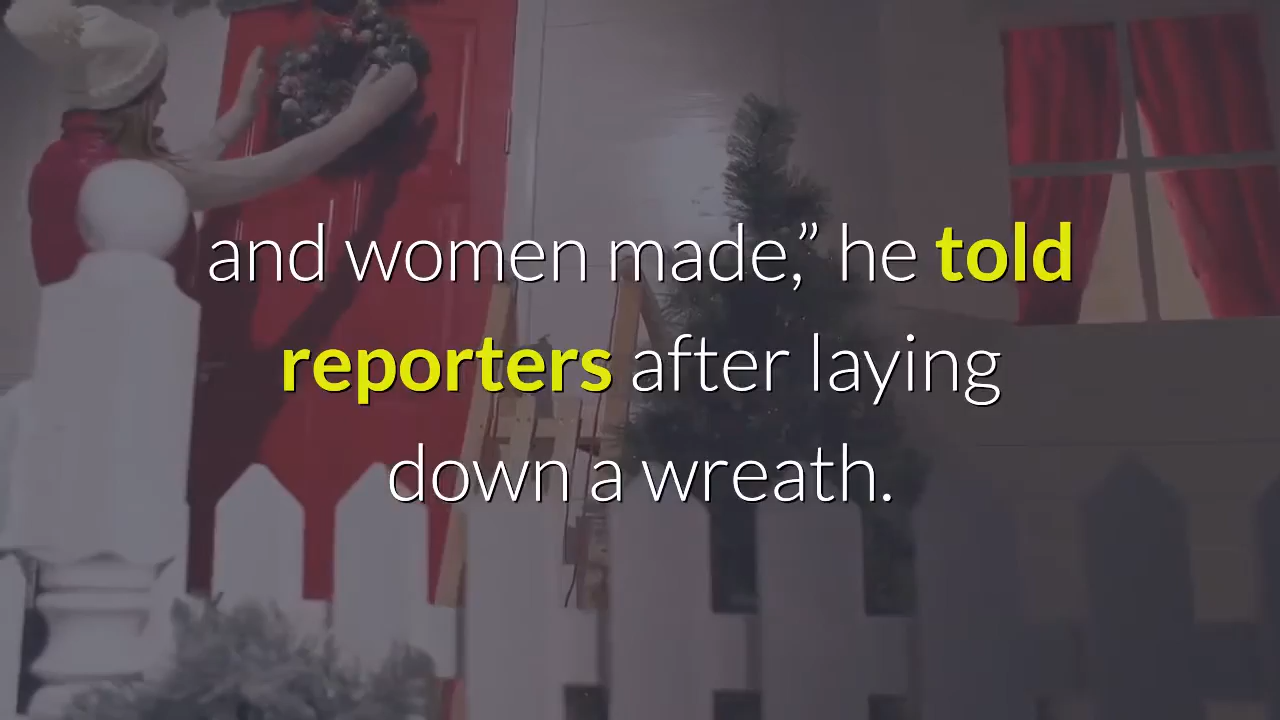 and women made,” he told
reporters after laying
down a wreath.